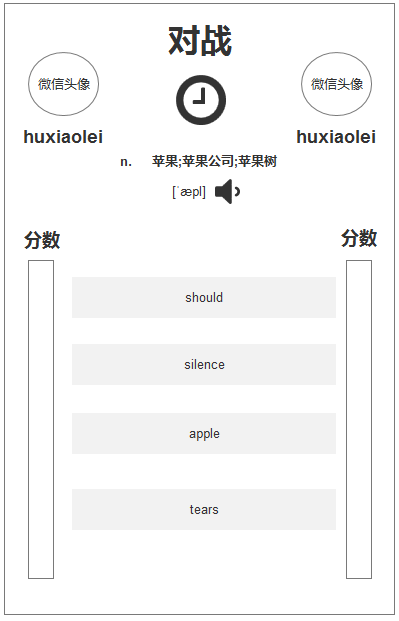 对战
微信头像
微信头像
huxiaolei
huxiaolei
n. 苹果;苹果公司;苹果树
[ˈæpl]
分数
分数
should
silence
apple
tears